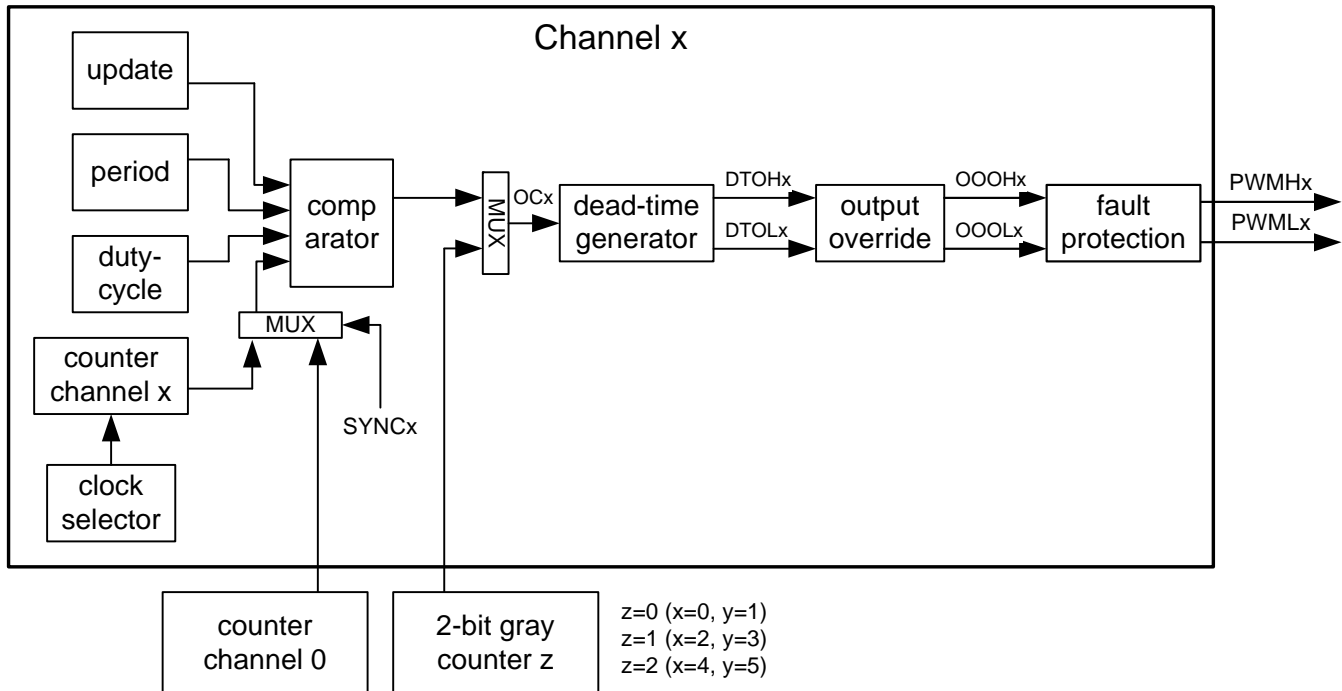 Channel x
update
period
duty-
cycle
counter
channel x
clock
selector
comp
arator
MUX
SYNCx
MUX
OCx
dead-time
generator
DTOHx
DTOLx
output
override
OOOHx
OOOLx
fault
protection
PWMHx
PWMLx
counter
channel 0
2-bit gray
counter z
z=0 (x=0, y=1)
z=1 (x=2, y=3)
z=2 (x=4, y=5)